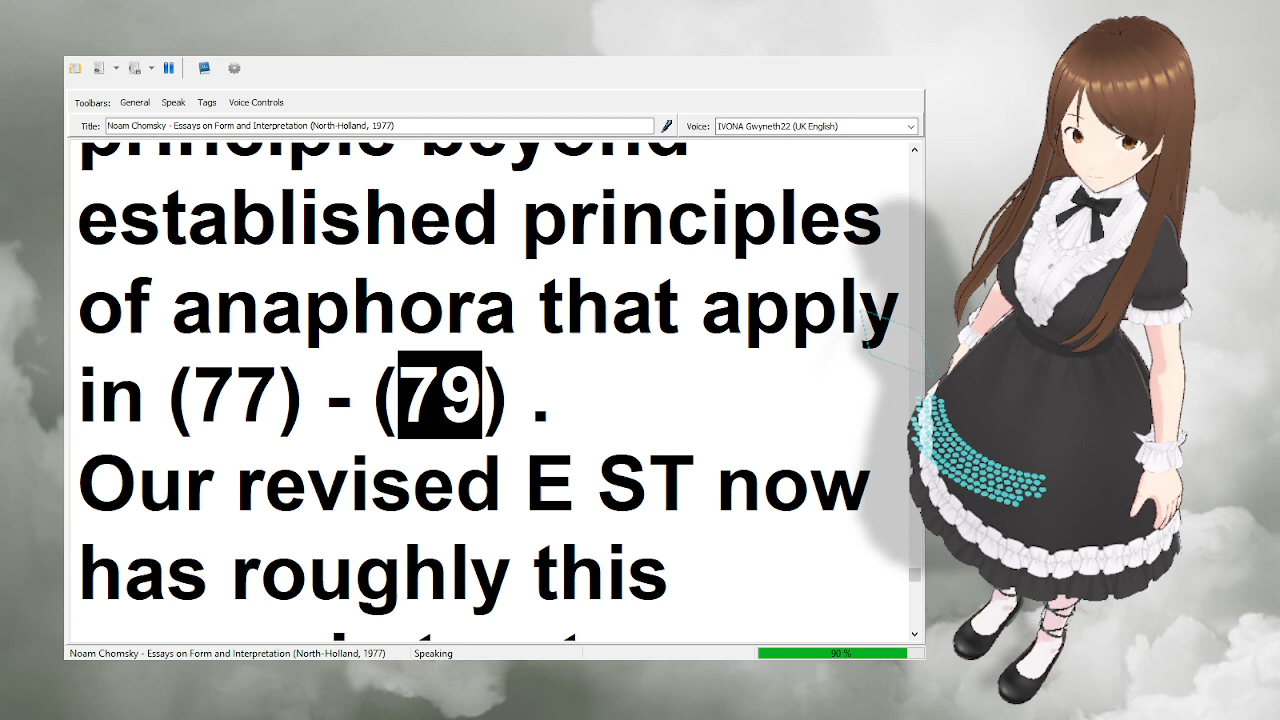 Toolbars: General Speak Tags Voice Controls
Title: Noam Chomsky - Essays on Form and Interpretation (North-Holland, 1977) Voice: IVONA Gwyneth22 (UK English)
principle beyond
established principles
of anaphora that apply
in (77) - (79) .
Our revised E ST now
has roughly this
Noam Chomsky - Essays on Form and Interpretation (North-Holland, 1977) Speaking 90 %